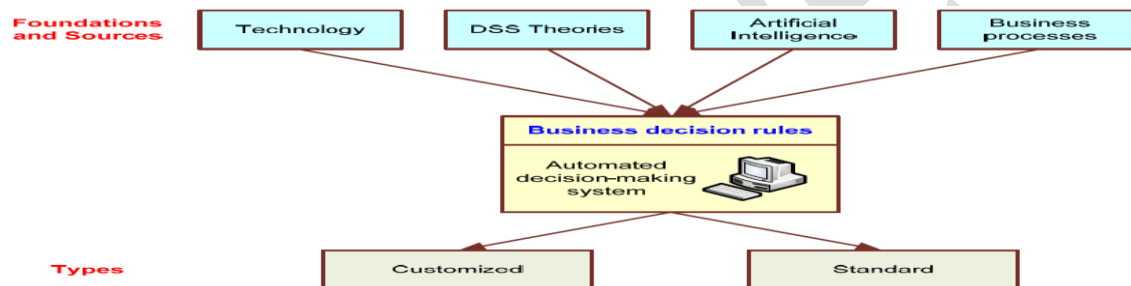 Foundations
and Sources
Technology
DSS Theories
Artificial
Intelligence
Business
processes
Business decision rules
Automated
decision-making
system
Types
Customized
Standard